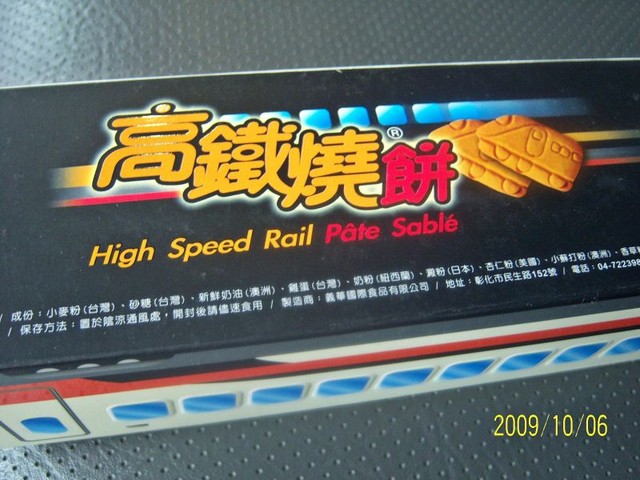 高鐵燒餅®
High Speed Rail Pâte Sablé
/ 成份：小麥粉(台灣)、砂糖(台灣)、新鮮奶油(澳洲)、雞蛋(台灣)、奶粉(紐西蘭)、澱粉(日本)、杏仁粉(美國)、小蘇打粉(澳洲)、香草
/ 保存方法：置於陰涼通風處，開封後請儘速食用 / 製造商：義華國際食品有限公司 / 地址：彰化市民生路152號 / 電話：04-722398
2009/10/06